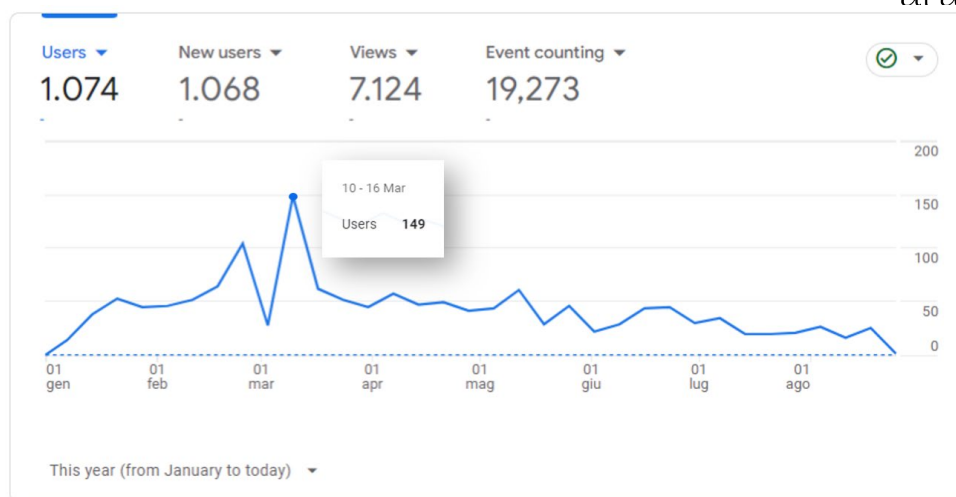 Users New users Views Event counting
1.074 1.068 7.124 19,273
- - - -
200
10 - 16 Mar
150
Users 149
100
50
0
01 01 01 01 01 01 01 01
gen feb mar apr mag giu lug ago
This year (from January to today)